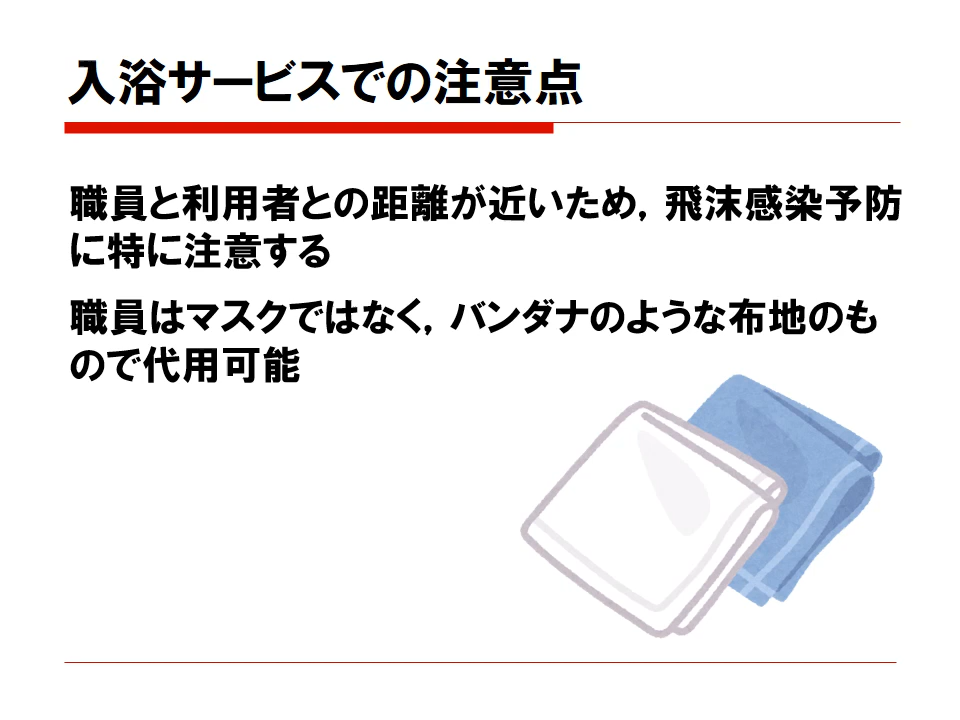 入浴サービスでの注意点
職員と利用者との距離が近いため，飛沫感染予防
に特に注意する
職員はマスクではなく，バンダナのような布地のも
ので代用可能